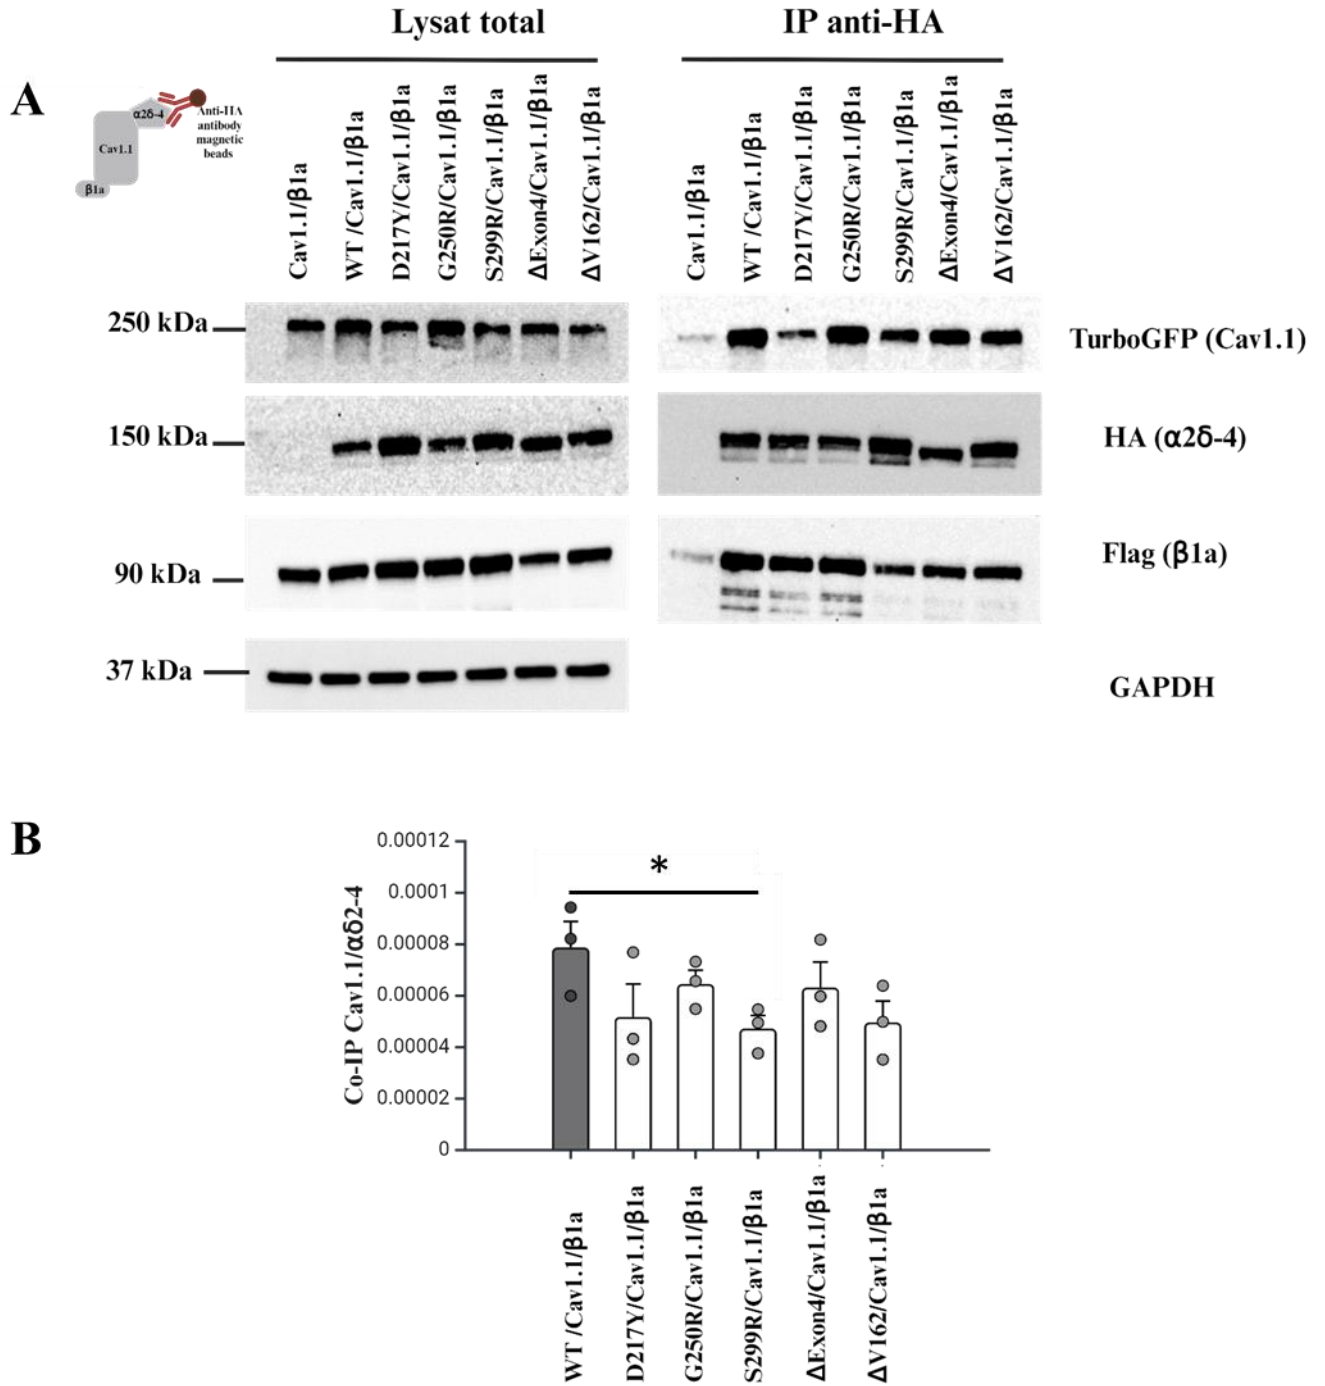 Lysat total
IP anti-HA
A
α2δ-4
Anti-HA
antibody
magnetic
beads
Cav1.1
β1a
Cav1.1/β1a
WT /Cav1.1/β1a
D217Y/Cav1.1/β1a
G250R/Cav1.1/β1a
S299R/Cav1.1/β1a
ΔExon4/Cav1.1/β1a
ΔV162/Cav1.1/β1a
Cav1.1/β1a
WT /Cav1.1/β1a
D217Y/Cav1.1/β1a
G250R/Cav1.1/β1a
S299R/Cav1.1/β1a
ΔExon4/Cav1.1/β1a
ΔV162/Cav1.1/β1a
250 kDa
TurboGFP (Cav1.1)
150 kDa
HA (α2δ-4)
90 kDa
Flag (β1a)
37 kDa
GAPDH
B
Co-IP Cav1.1/αδ2-4
0.00012
0.0001
0.00008
0.00006
0.00004
0.00002
0
*
WT /Cav1.1/β1a
D217Y/Cav1.1/β1a
G250R/Cav1.1/β1a
S299R/Cav1.1/β1a
ΔExon4/Cav1.1/β1a
ΔV162/Cav1.1/β1a